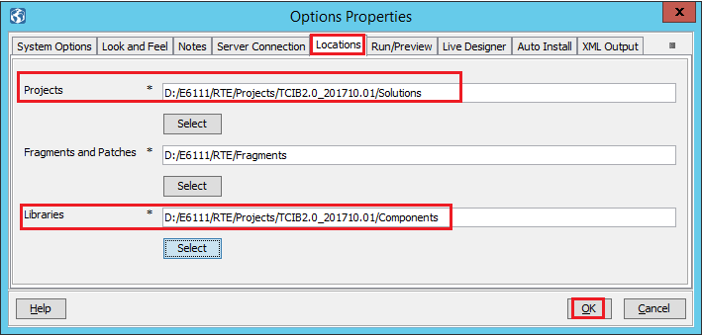 Options Properties
x
System Options Look and Feel Notes Server Connection Locations Run/Preview Live Designer Auto Install XML Output
Projects * D:/E6111/RTE/Projects/TCIB2.0_201710.01/Solutions
Select
Fragments and Patches * D:/E6111/RTE/Fragments
Select
Libraries * D:/E6111/RTE/Projects/TCIB2.0_201710.01/Components
Select
Help OK Cancel